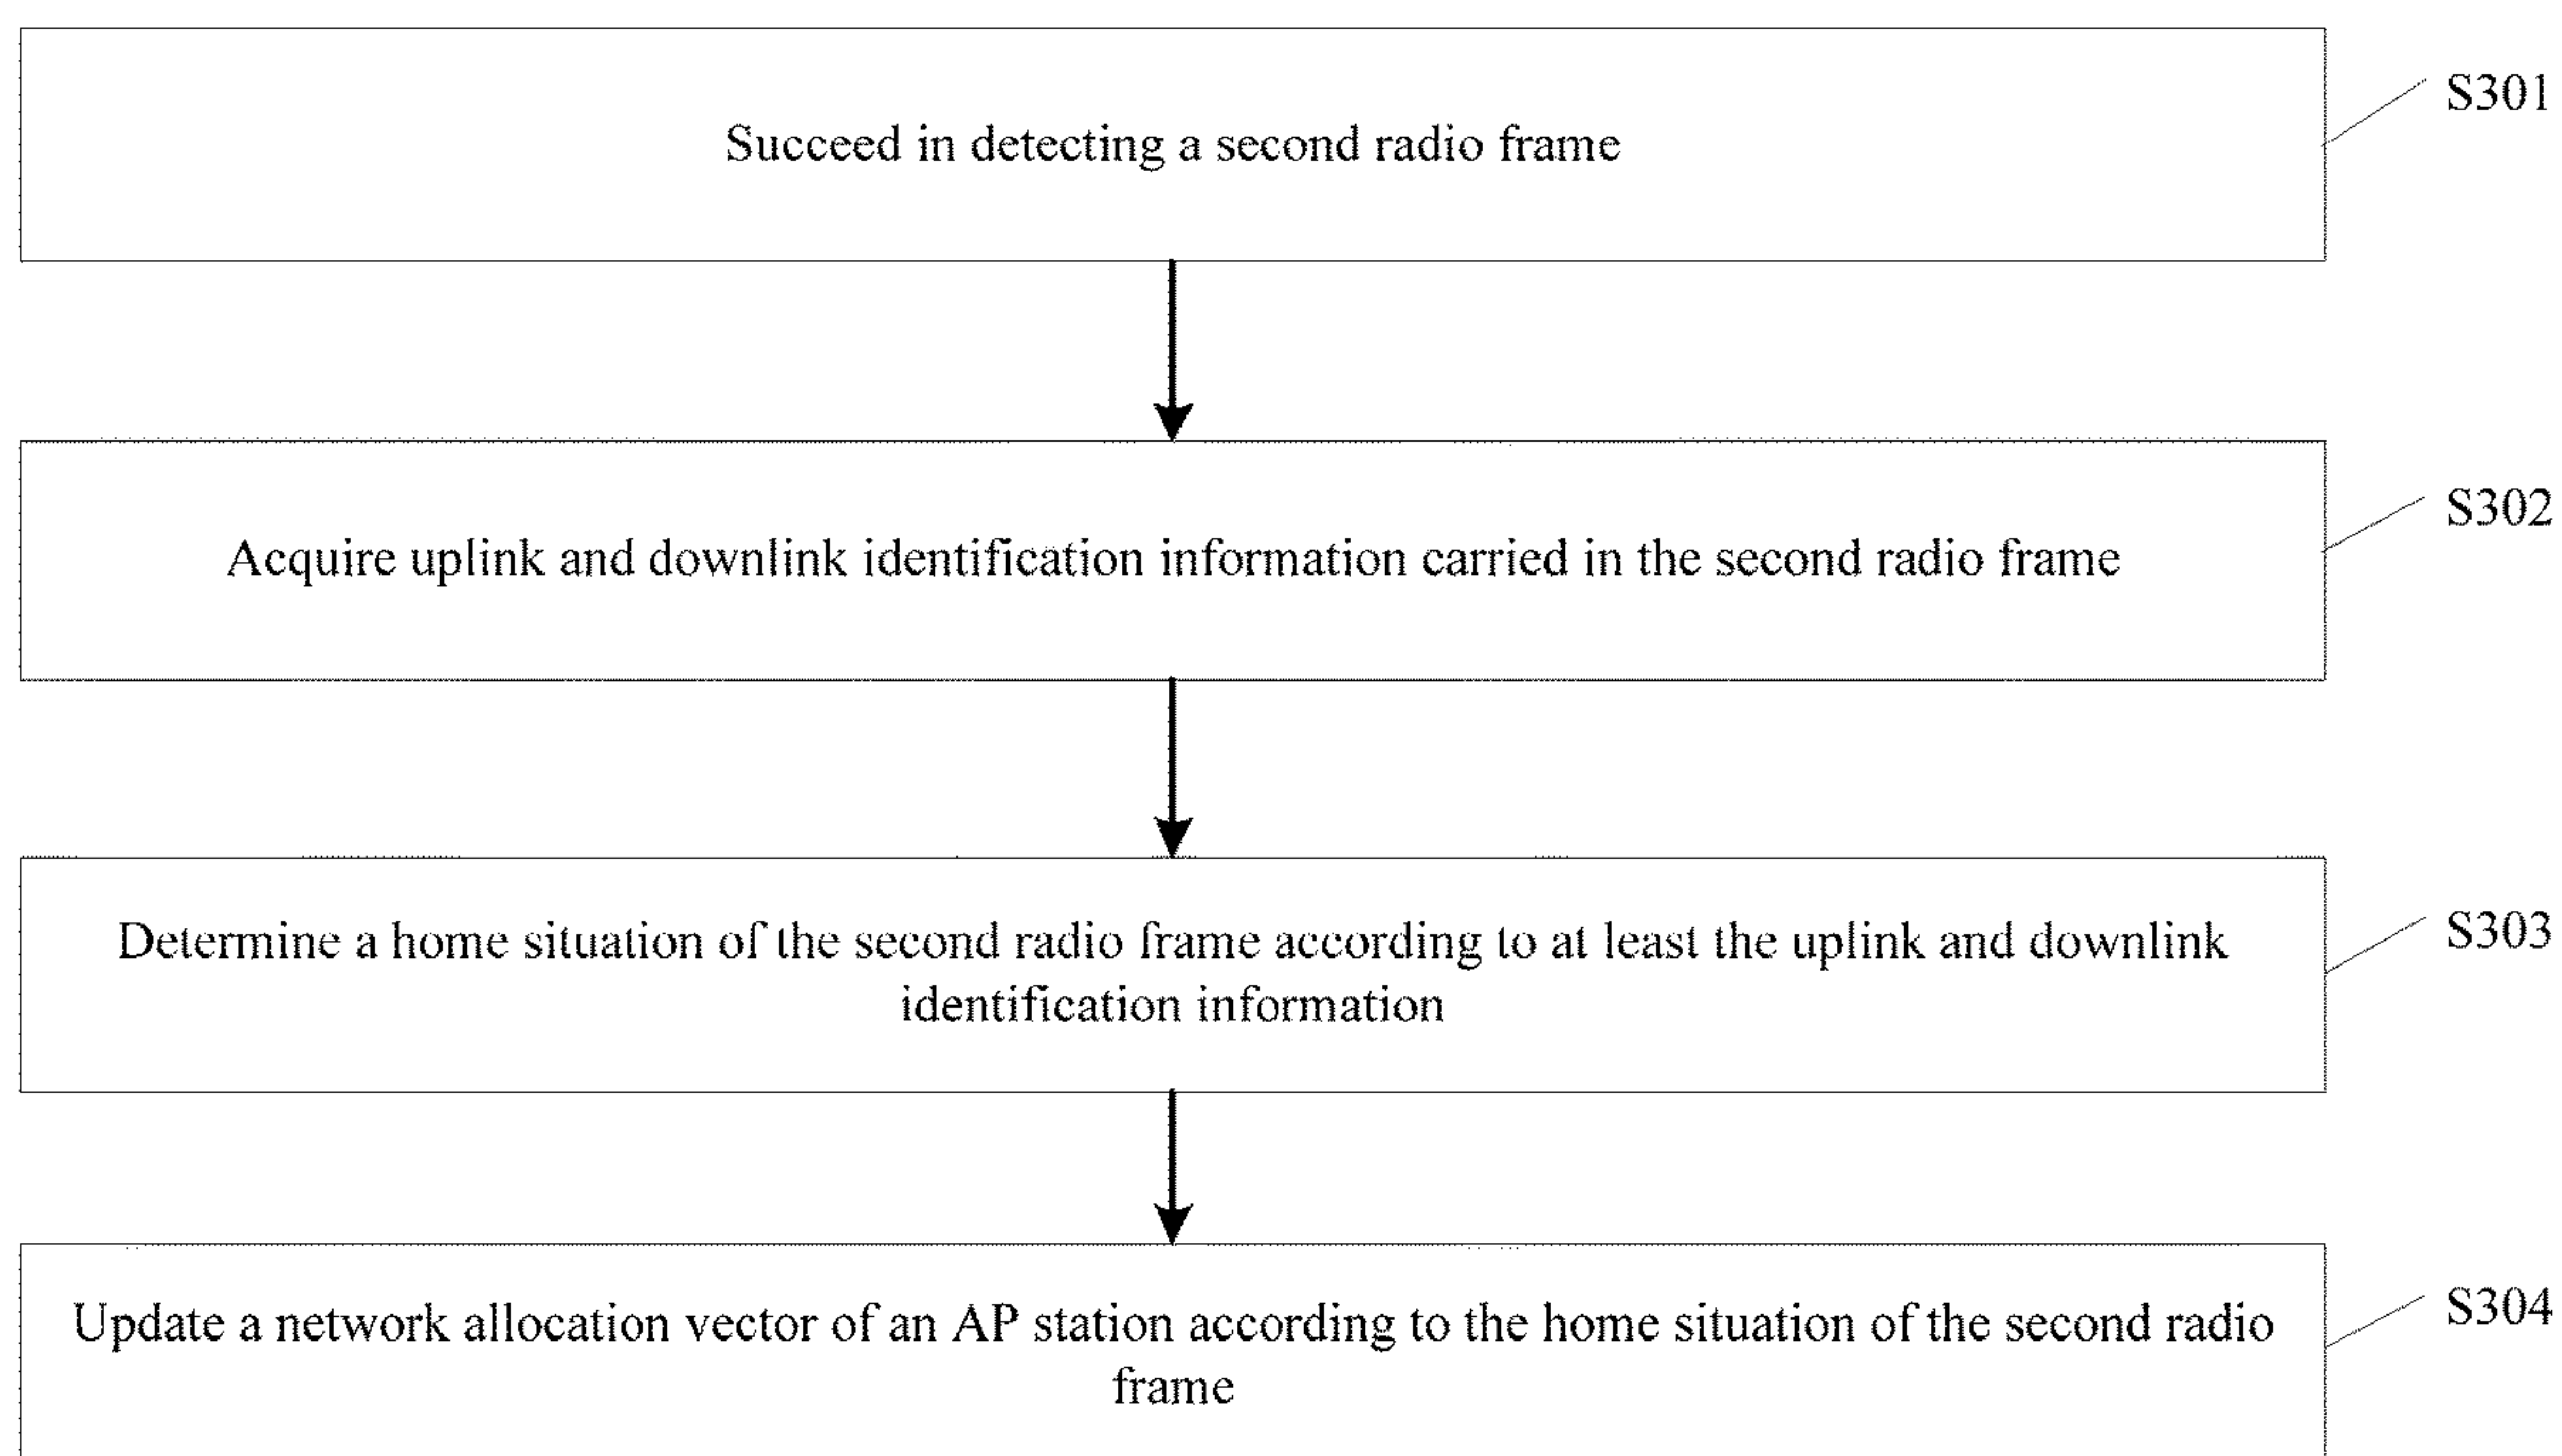 Succeed in detecting a second radio frame
S301
Acquire uplink and downlink identification information carried in the second radio frame
S302
Determine a home situation of the second radio frame according to at least the uplink and downlink
identification information
S303
Update a network allocation vector of an AP station according to the home situation of the second radio
frame
S304